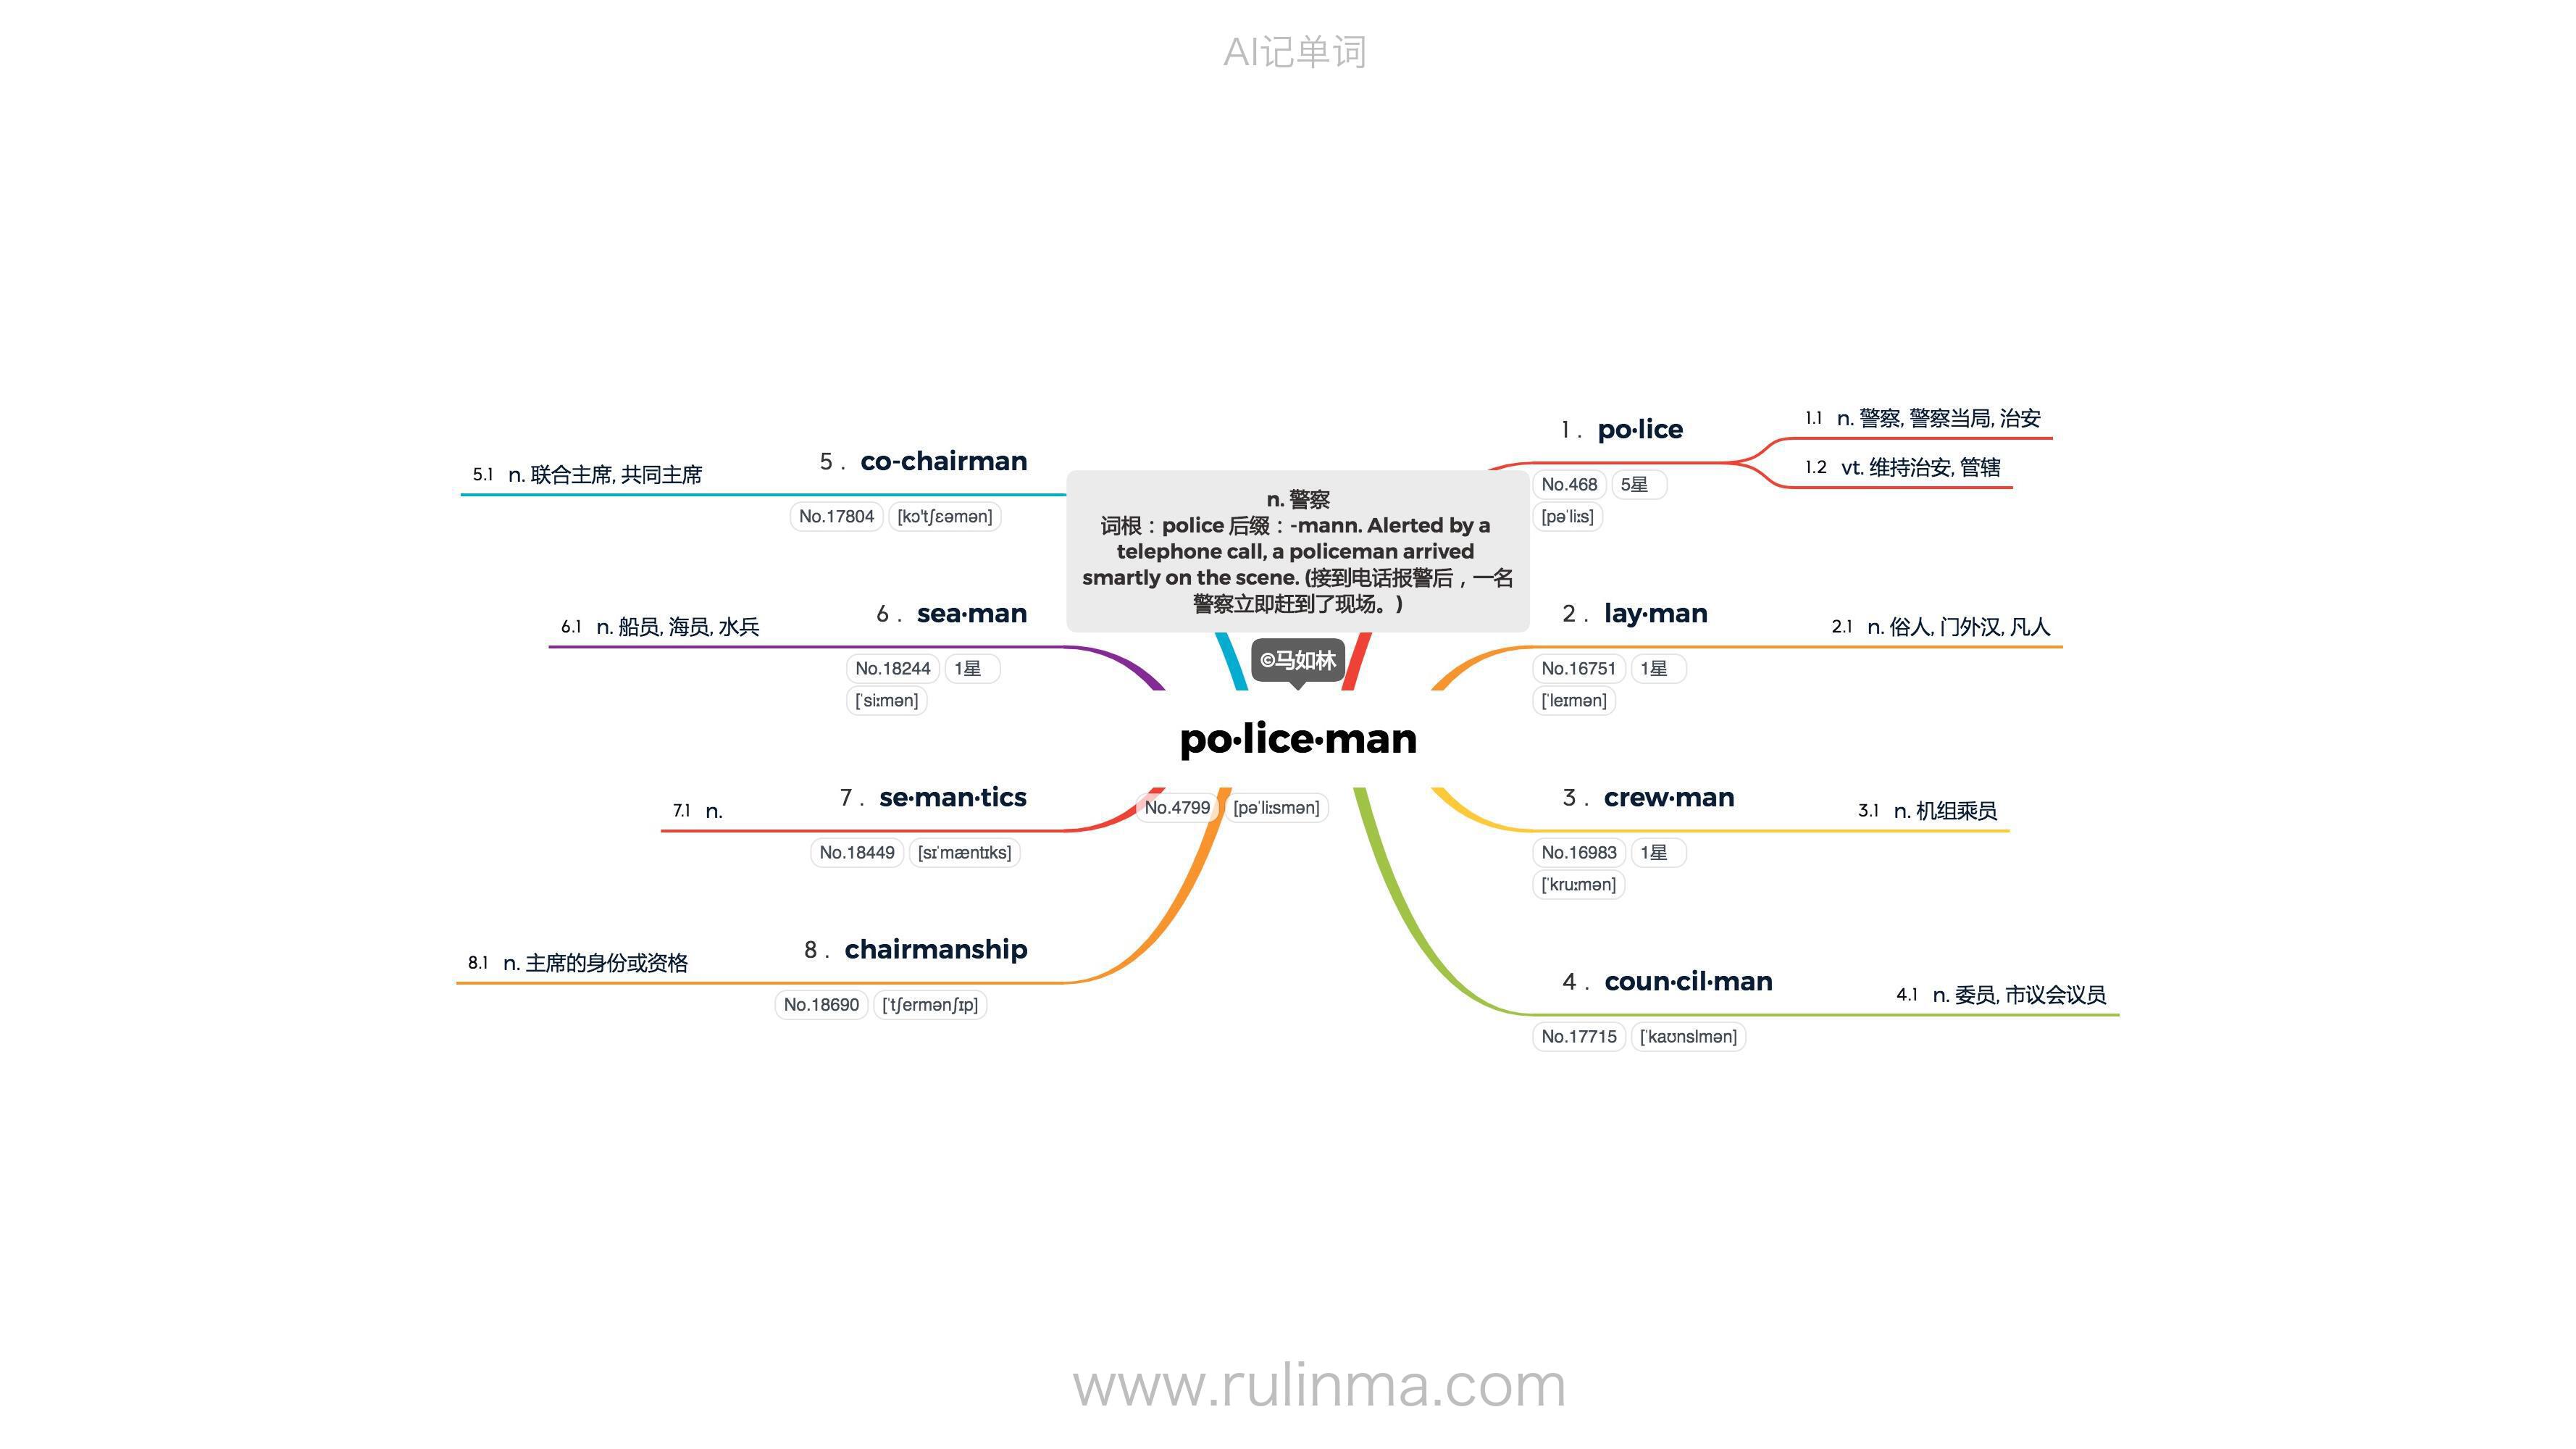 AI记单词
n. 警察
词根：police 后缀：-mann. Alerted by a
telephone call, a policeman arrived
smartly on the scene. (接到电话报警后，一名
警察立即赶到了现场。)
©马如林
po·lice·man
No.4799 [pəˈliːsmən]
1 . po·lice
No.468 5星
[pəˈliːs]
1.1 n. 警察, 警察当局, 治安
1.2 vt. 维持治安, 管辖
2 . lay·man
No.16751 1星
[ˈleɪmən]
2.1 n. 俗人, 门外汉, 凡人
3 . crew·man
No.16983 1星
[ˈkruːmən]
3.1 n. 机组乘员
4 . coun·cil·man
No.17715 [ˈkaʊnslmən]
4.1 n. 委员, 市议会议员
5 . co-chairman
No.17804 [kɔ'tʃɛəmən]
5.1 n. 联合主席, 共同主席
6 . sea·man
No.18244 1星
[ˈsiːmən]
6.1 n. 船员, 海员, 水兵
7 . se·man·tics
No.18449 [sɪˈmæntɪks]
7.1 n.
8 . chairmanship
No.18690 [ˈtʃermənʃɪp]
8.1 n. 主席的身份或资格
www.rulinma.com